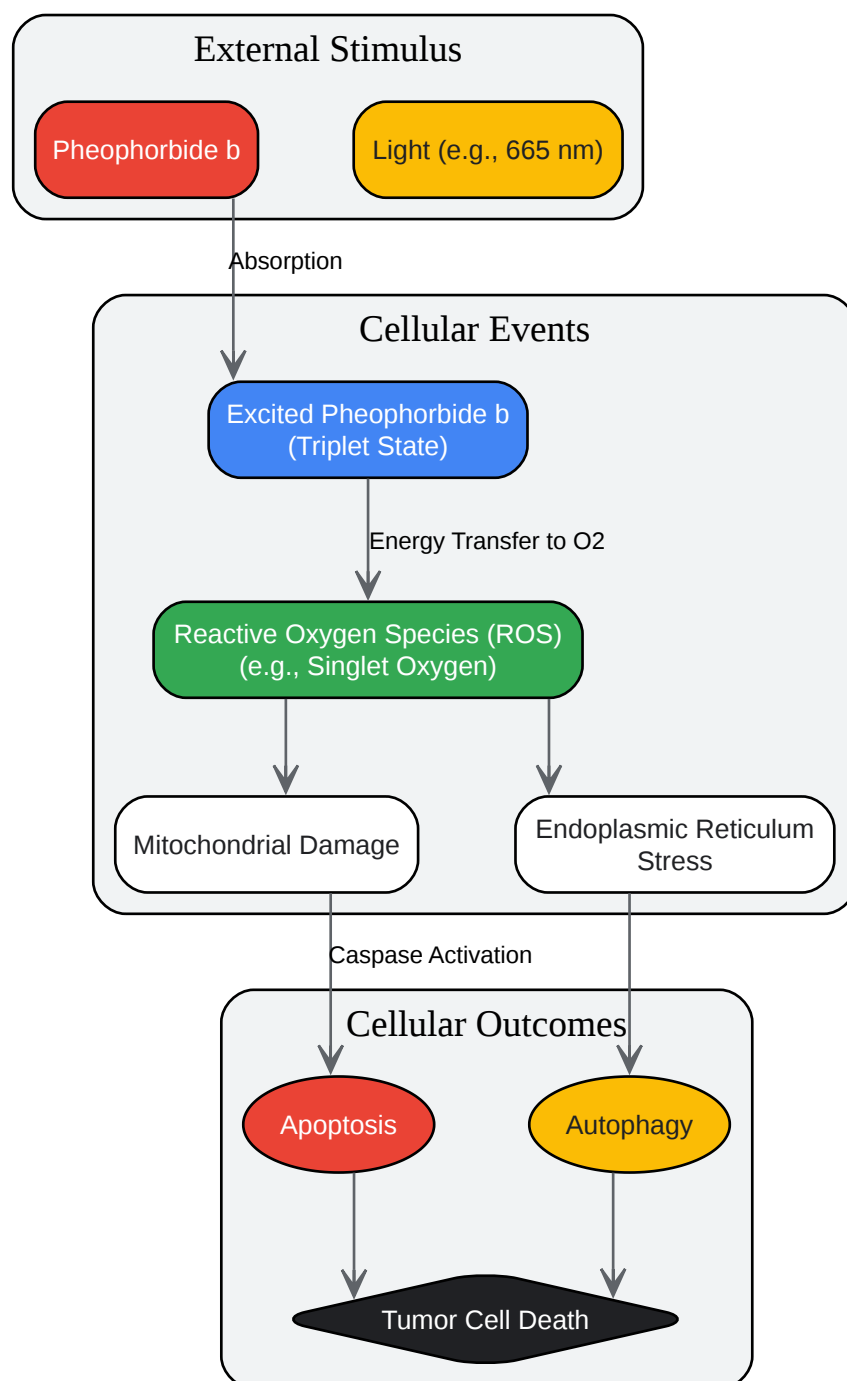 External Stimulus
Pheophorbide b
Light (e.g., 665 nm)
Absorption
Cellular Events
Excited Pheophorbide b
(Triplet State)
Energy Transfer to O2
Reactive Oxygen Species (ROS)
(e.g., Singlet Oxygen)
Mitochondrial Damage
Endoplasmic Reticulum
Stress
Caspase Activation
Cellular Outcomes
Apoptosis
Autophagy
Tumor Cell Death